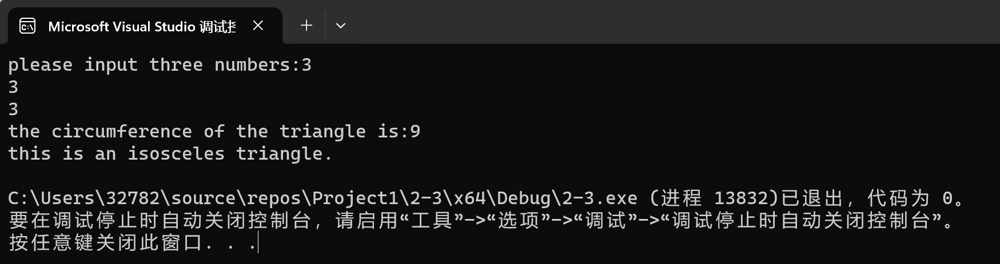 Microsoft Visual Studio 调试
please input three numbers:3
3
3
the circumference of the triangle is:9
this is an isosceles triangle.
C:\Users\32782\source\repos\Project1\2-3\x64\Debug\2-3.exe (进程 13832)已退出，代码为 0。
要在调试停止时自动关闭控制台，请启用“工具”->“选项”->“调试”->“调试停止时自动关闭控制台”。
按任意键关闭此窗口. . .